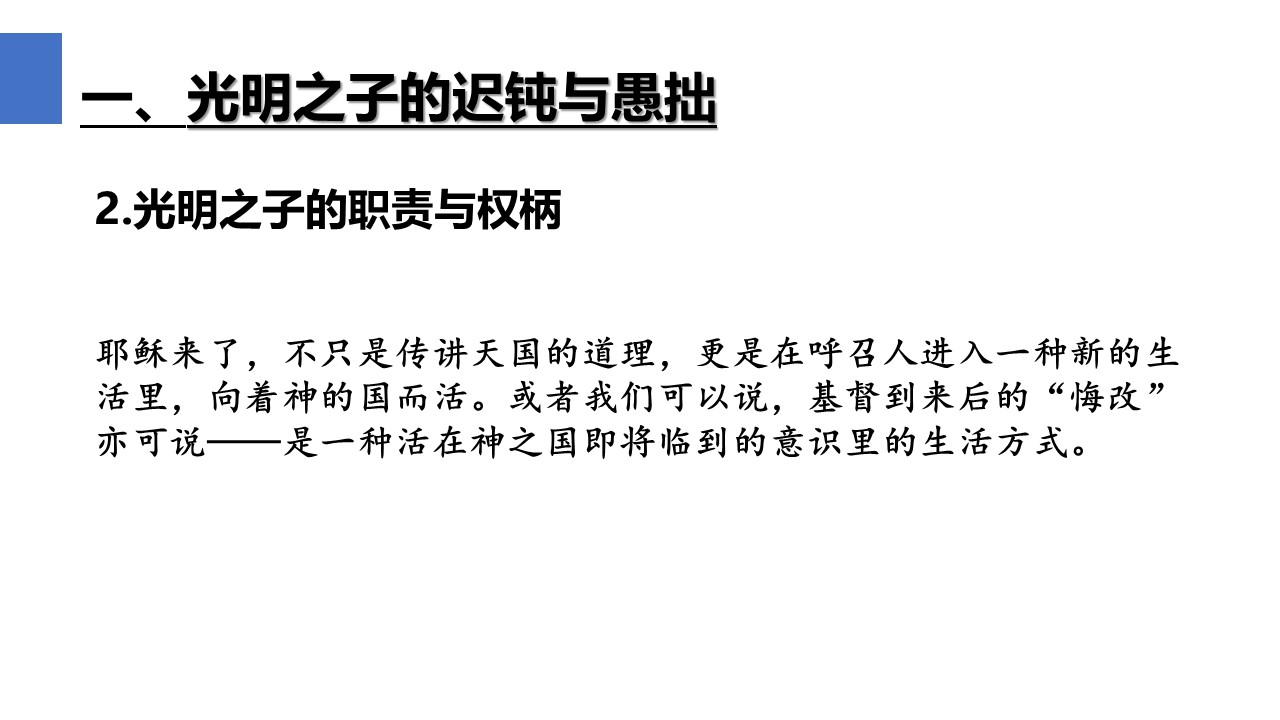 一、光明之子的迟钝与愚拙
2.光明之子的职责与权柄
耶稣来了，不只是传讲天国的道理，更是在呼召人进入一种新的生
活里，向着神的国而活。或者我们可以说，基督到来后的“悔改”
亦可说——是一种活在神之国即将临到的意识里的生活方式。